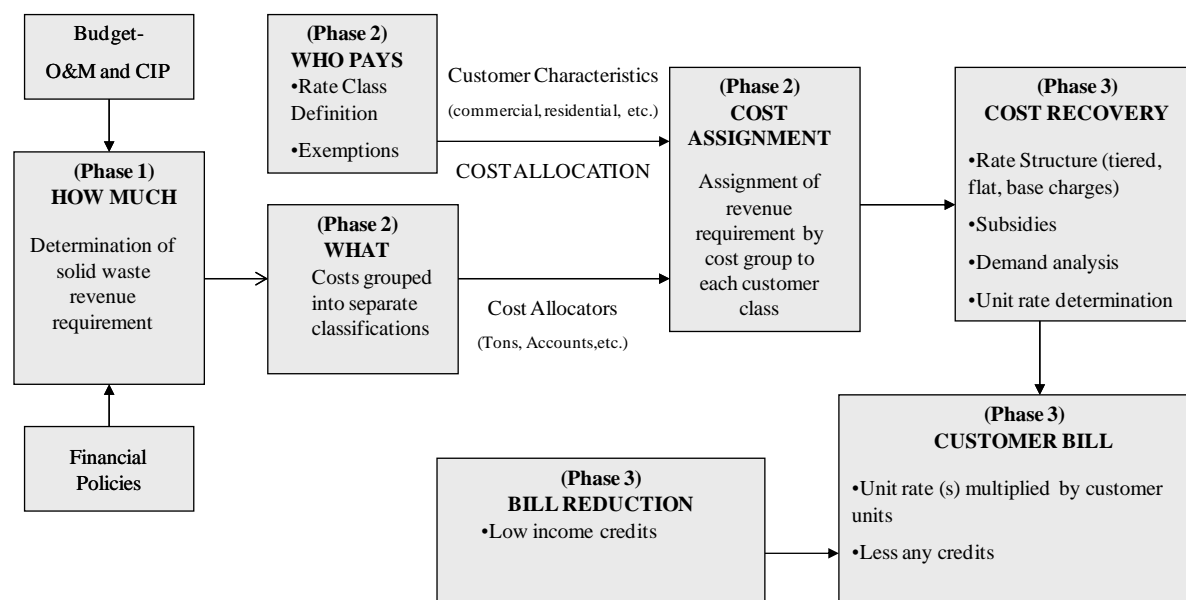 Budget-
O&M and CIP
(Phase 1)
HOW MUCH
Determination of
solid waste
revenue
requirement
Financial
Policies
(Phase 2)
WHO PAYS
•Rate Class
Definition
•Exemptions
(Phase 2)
WHAT
Costs grouped
into separate
classifications
Customer Characteristics
(commercial, residential, etc.)
COST ALLOCATION
Cost Allocators
(Tons, Accounts,etc.)
(Phase 2)
COST
ASSIGNMENT
Assignment of
revenue
requirement by
cost group to
each customer
class
(Phase 3)
COST RECOVERY
•Rate Structure (tiered,
flat, base charges)
•Subsidies
•Demand analysis
•Unit rate determination
(Phase 3)
BILL REDUCTION
•Low income credits
(Phase 3)
CUSTOMER BILL
•Unit rate (s) multiplied by customer
units
•Less any credits